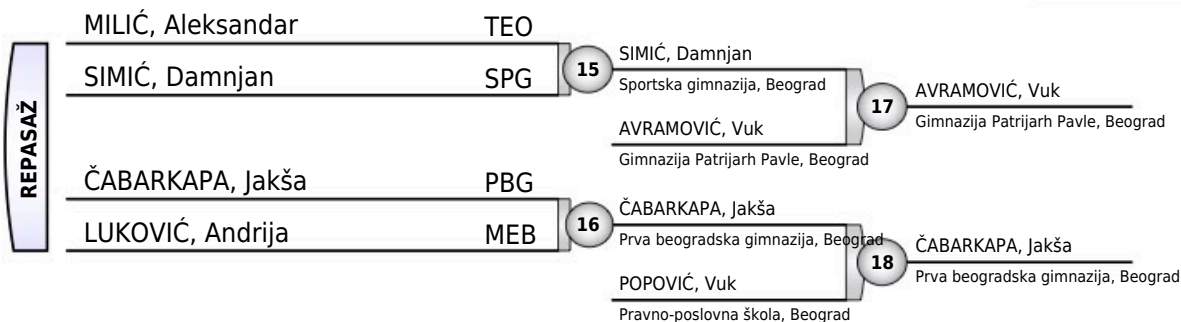 REPASAŽ
MILIĆ, Aleksandar TEO
SIMIĆ, Damnjan SPG
15
SIMIĆ, Damnjan
Sportska gimnazija, Beograd
AVRAMOVIĆ, Vuk
Gimnazija Patrijarh Pavle, Beograd
17
AVRAMOVIĆ, Vuk
Gimnazija Patrijarh Pavle, Beograd
ČABARKAPA, Jakša PBG
LUKOVIĆ, Andrija MEB
16
ČABARKAPA, Jakša
Prva beogradska gimnazija, Beograd
POPOVIĆ, Vuk
Pravno-poslovna škola, Beograd
18
ČABARKAPA, Jakša
Prva beogradska gimnazija, Beograd